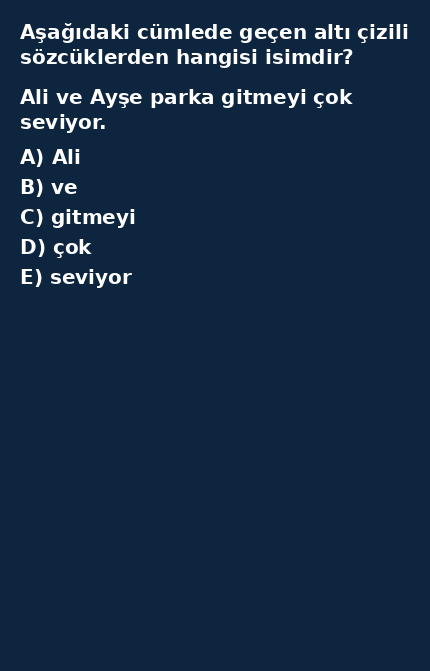 Aşağıdaki cümlede geçen altı çizili
sözcüklerden hangisi isimdir?
Ali ve Ayşe parka gitmeyi çok
seviyor.
A) Ali
B) ve
C) gitmeyi
D) çok
E) seviyor